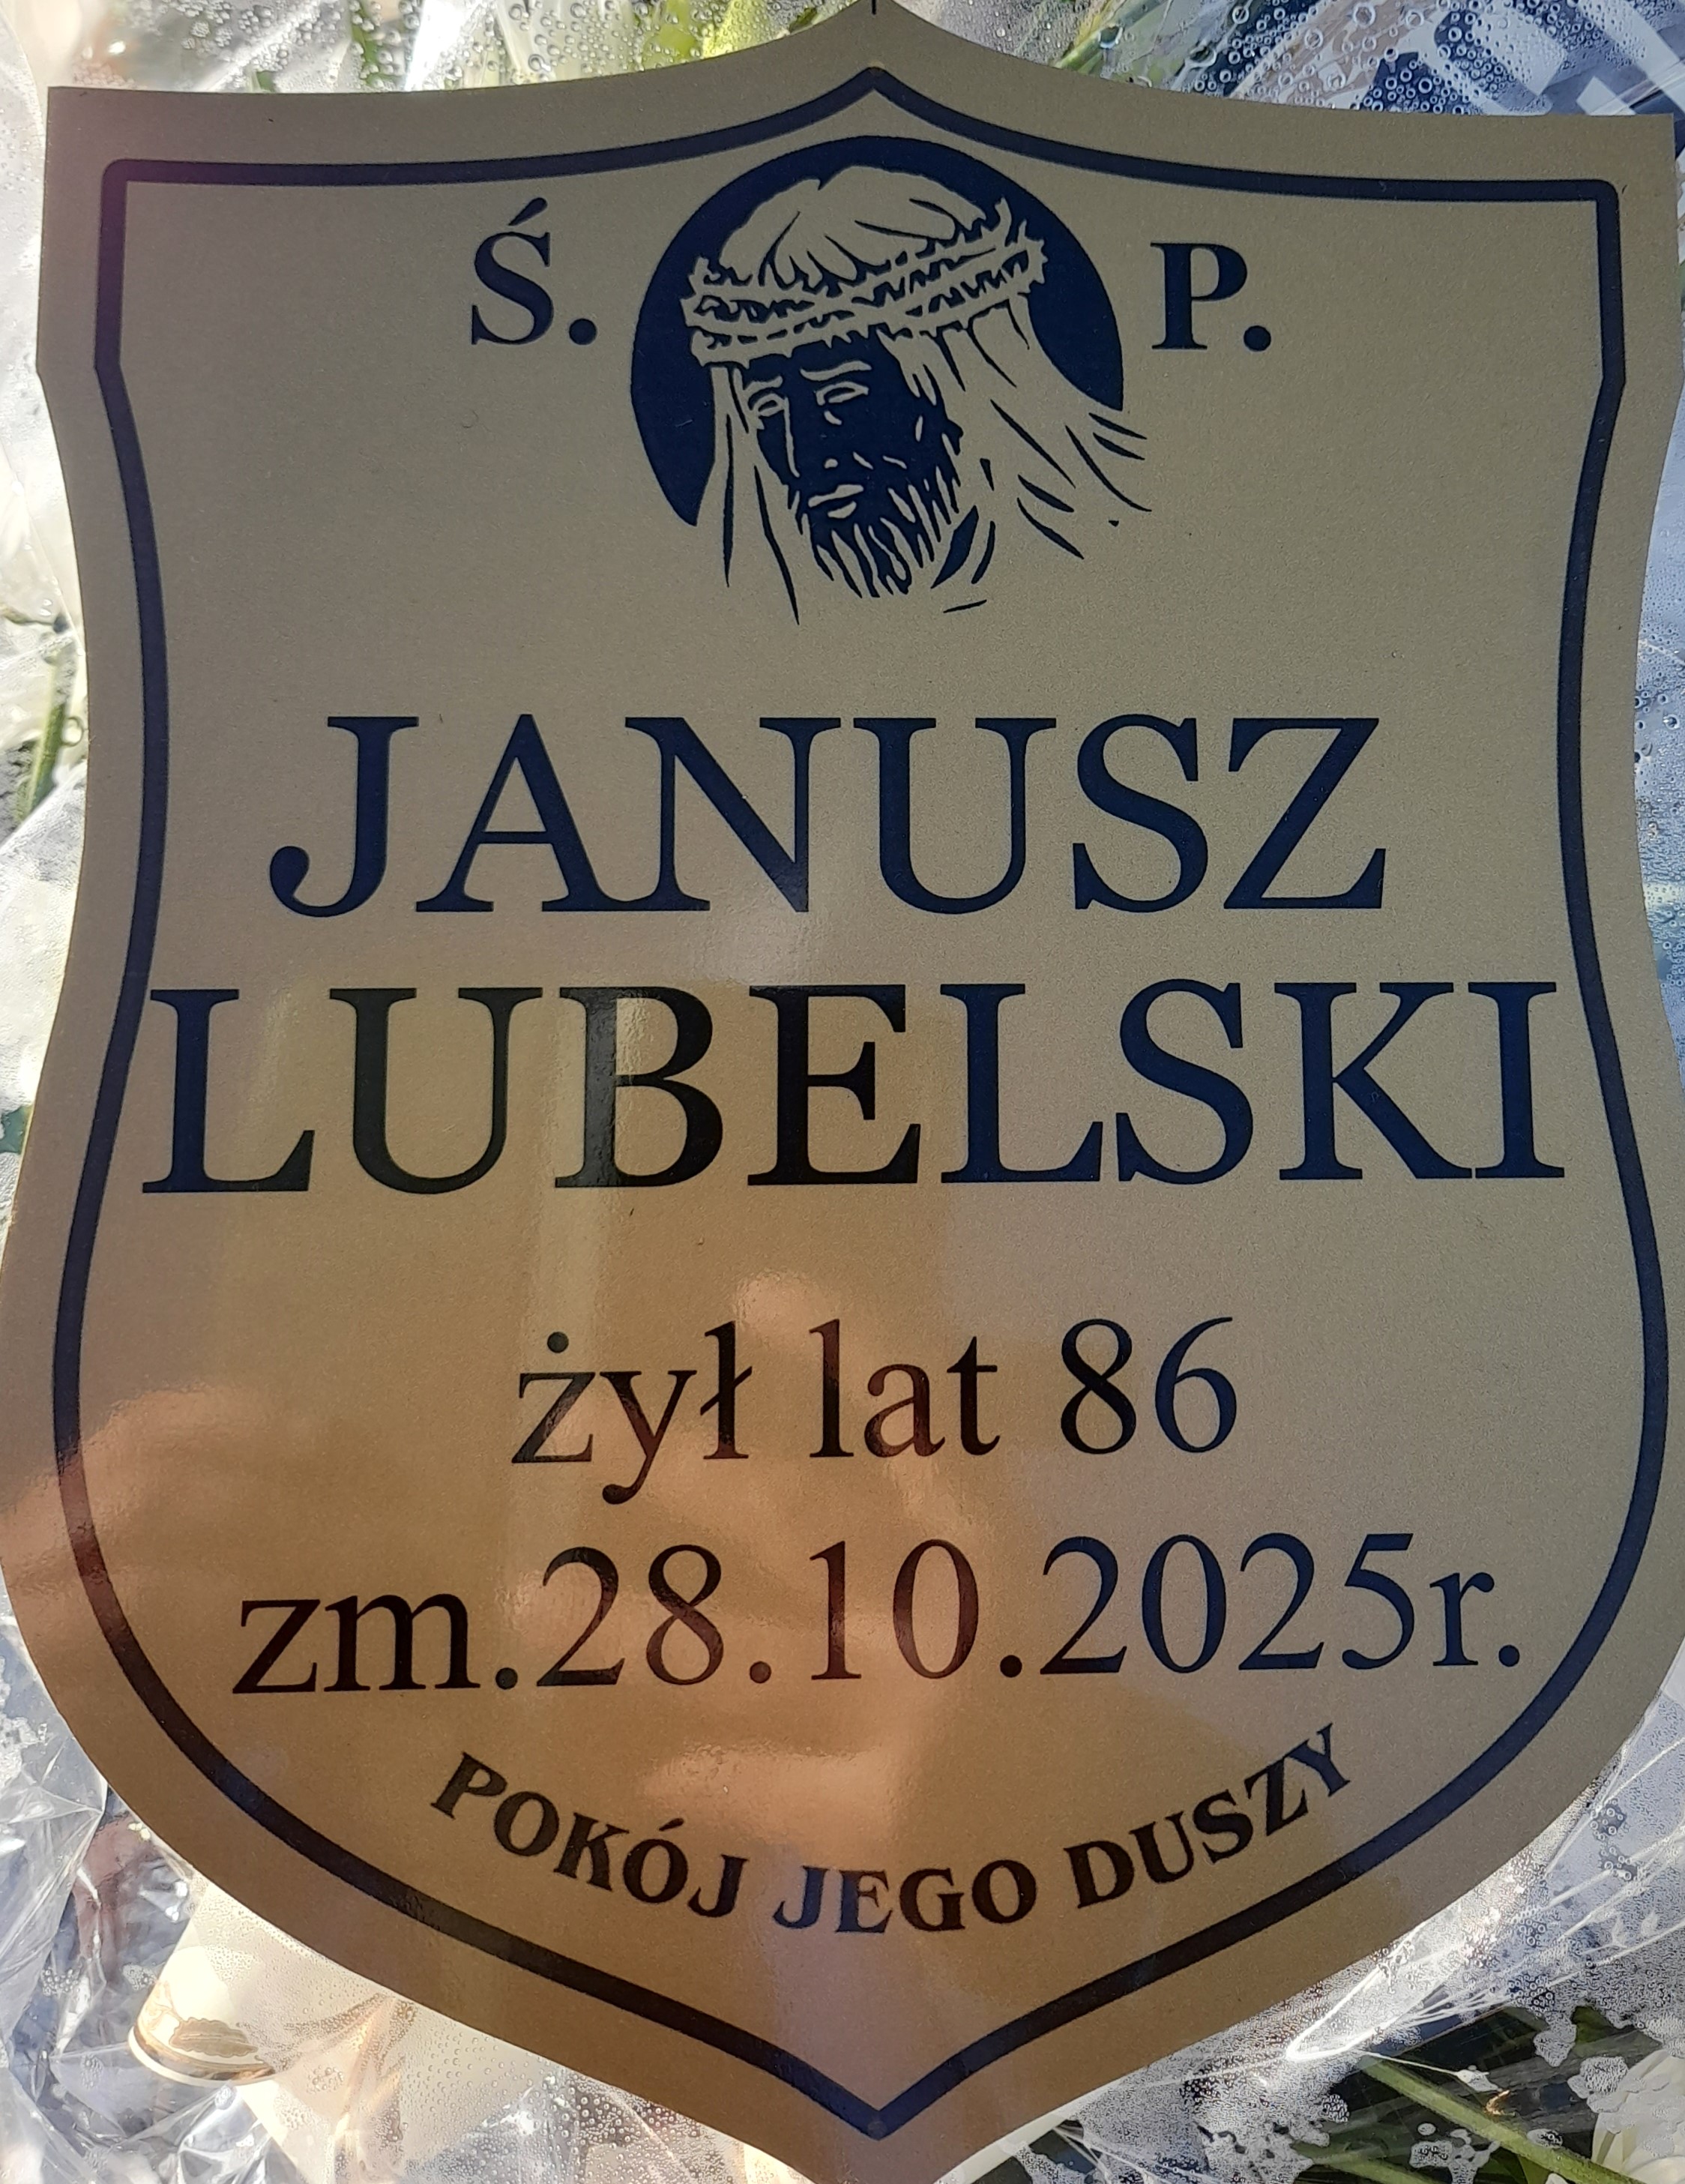 Ś. P.
JANUSZ
LUBELSKI
żył lat 86
zm.28.10.2025r.
POKÓJ JEGO DUSZY